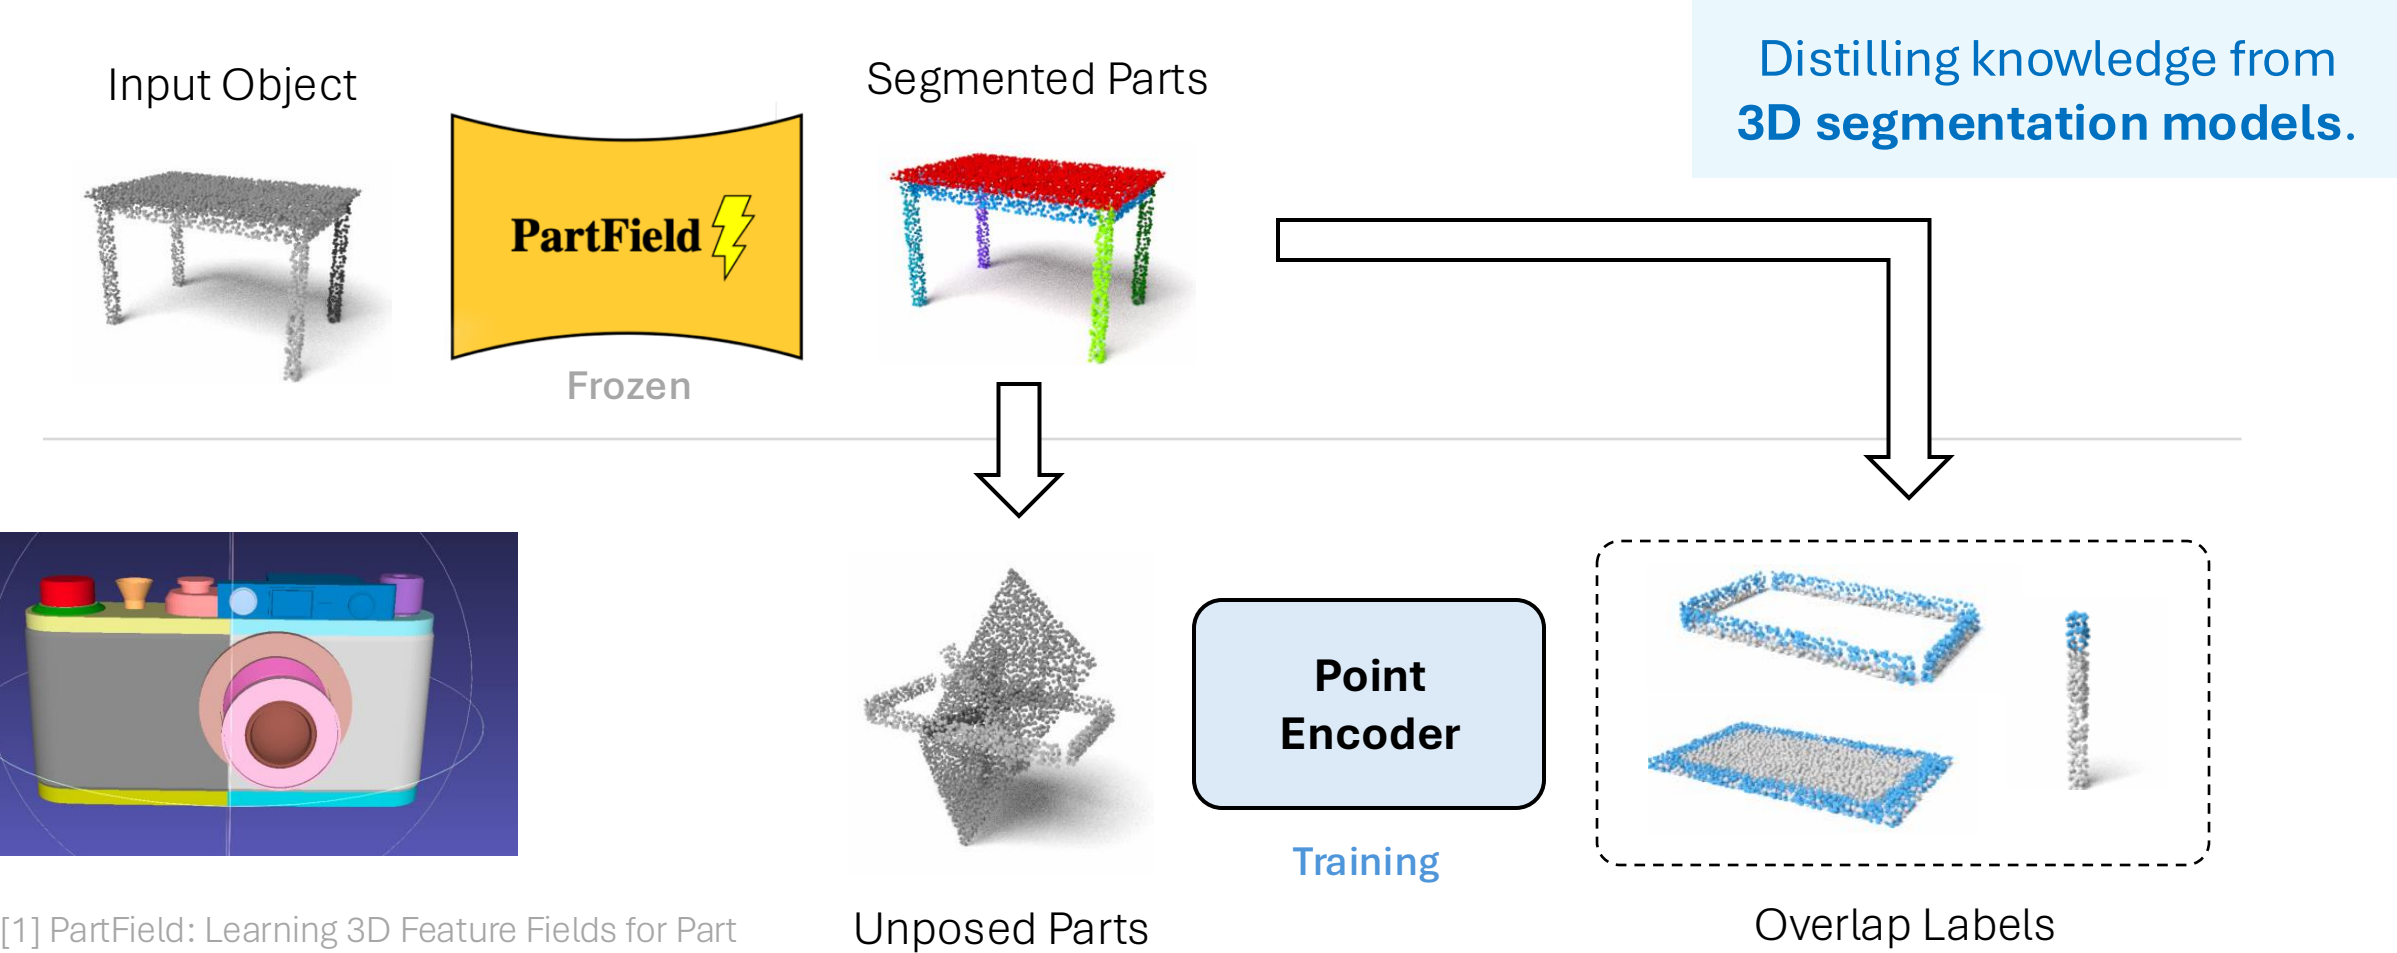 Input Object
Segmented Parts
Distilling knowledge from
3D segmentation models.
PartField
Frozen
Point
Encoder
Training
[1] PartField: Learning 3D Feature Fields for Part
Unposed Parts
Overlap Labels